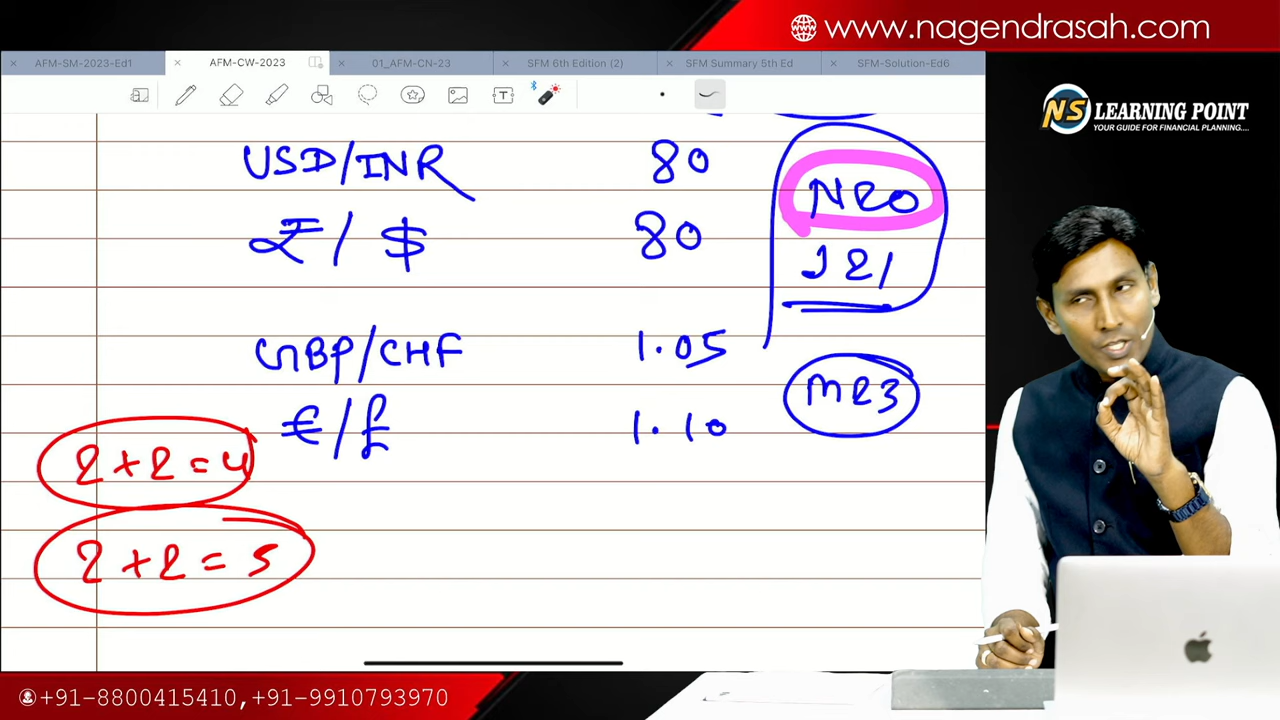 www.nagendrasah.com
AFM-SM-2023-Ed1
AFM-CW-2023
01_AFM-CN-23
SFM 6th Edition (2)
SFM Summary 5th Ed
SFM-Solution-Ed6
NS LEARNING POINT
YOUR GUIDE FOR FINANCIAL PLANNING....
USD/INR 80
₹/$ 80
N20
J21
GBP/CHF 1.05
M23
€/£ 1.10
2+2=4
2+2=5
+91-8800415410,+91-9910793970